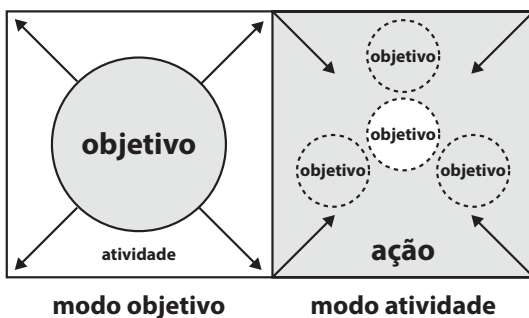 objetivo
atividade
modo objetivo
objetivo
objetivo
objetivo
objetivo
ação
modo atividade